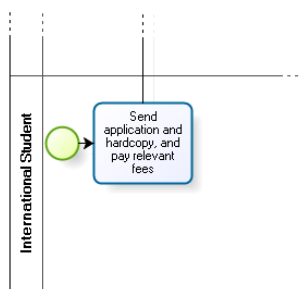 International Student
Send
application and
hardcopy, and
pay relevant
fees